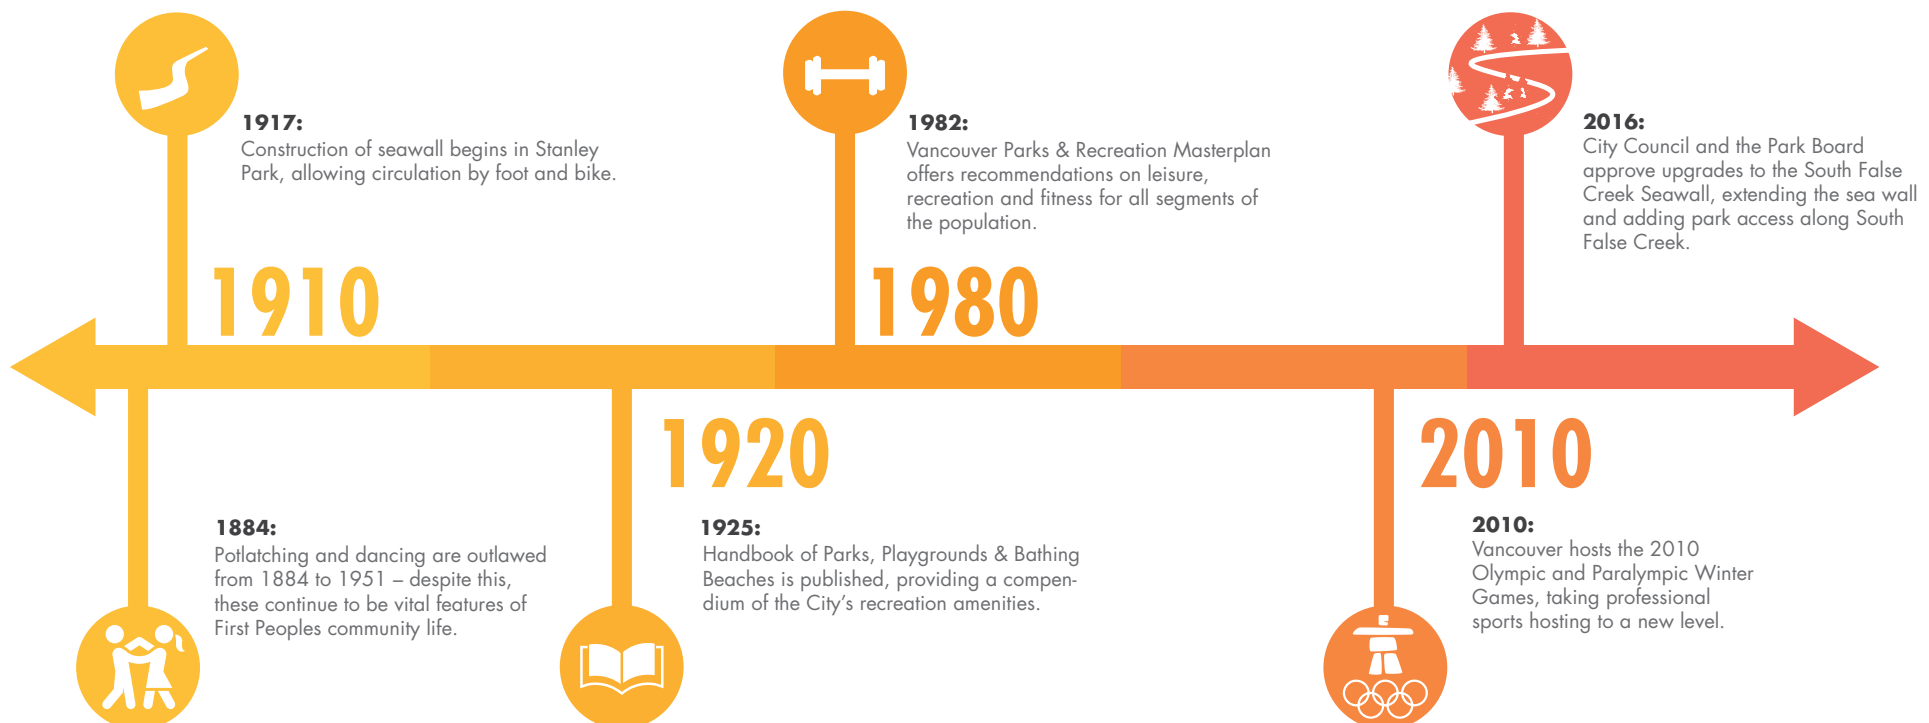 1917:
Construction of seawall begins in Stanley
Park, allowing circulation by foot and bike.
1982:
Vancouver Parks & Recreation Masterplan
offers recommendations on leisure,
recreation and fitness for all segments of
the population.
2016:
City Council and the Park Board
approve upgrades to the South False
Creek Seawall, extending the sea wall
and adding park access along South
False Creek.
1910
1980
1920
2010
1884:
Potlatching and dancing are outlawed
from 1884 to 1951 – despite this,
these continue to be vital features of
First Peoples community life.
1925:
Handbook of Parks, Playgrounds & Bathing
Beaches is published, providing a compen-
dium of the City’s recreation amenities.
2010:
Vancouver hosts the 2010
Olympic and Paralympic Winter
Games, taking professional
sports hosting to a new level.